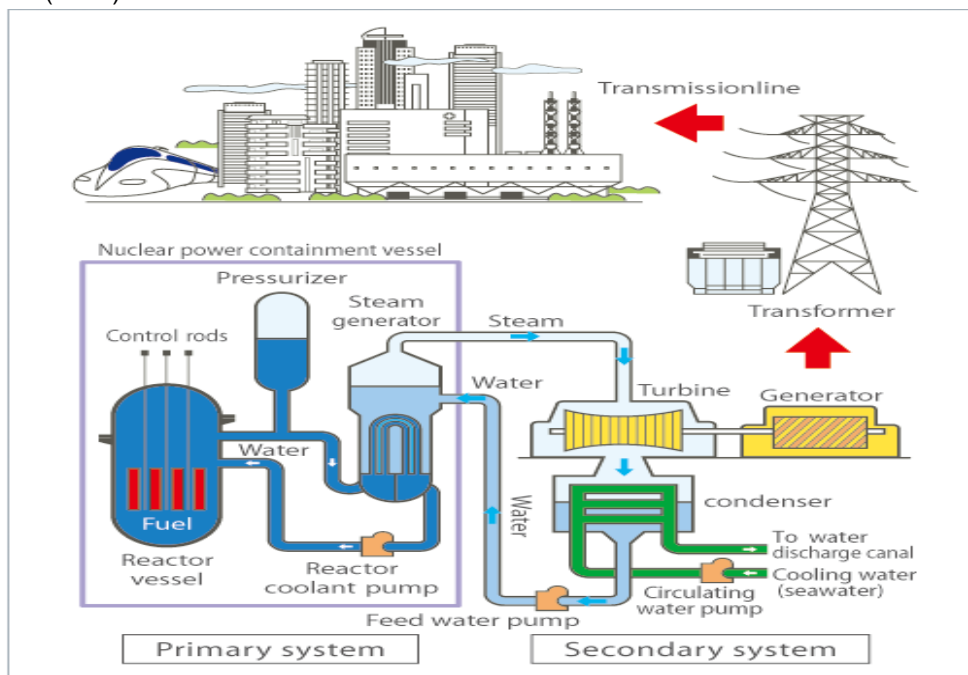 Transmissionline
Transformer
Nuclear power containment vessel
Pressurizer
Steam
generator
Control rods
Steam
Water
Turbine
Generator
Water
Water
condenser
Fuel
Reactor
vessel
Reactor
coolant pump
To water
discharge canal
Cooling water
(seawater)
Circulating
water pump
Feed water pump
Primary system
Secondary system